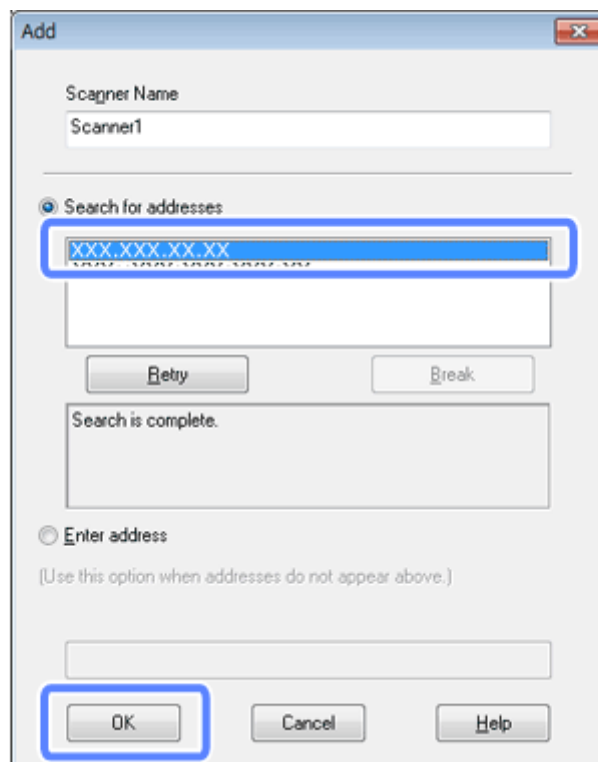 Add
Scanner Name
Scanner1
Search for addresses
XXX.XXX.XX.XX
Retry
Break
Search is complete.
Enter address
(Use this option when addresses do not appear above.)
OK
Cancel
Help